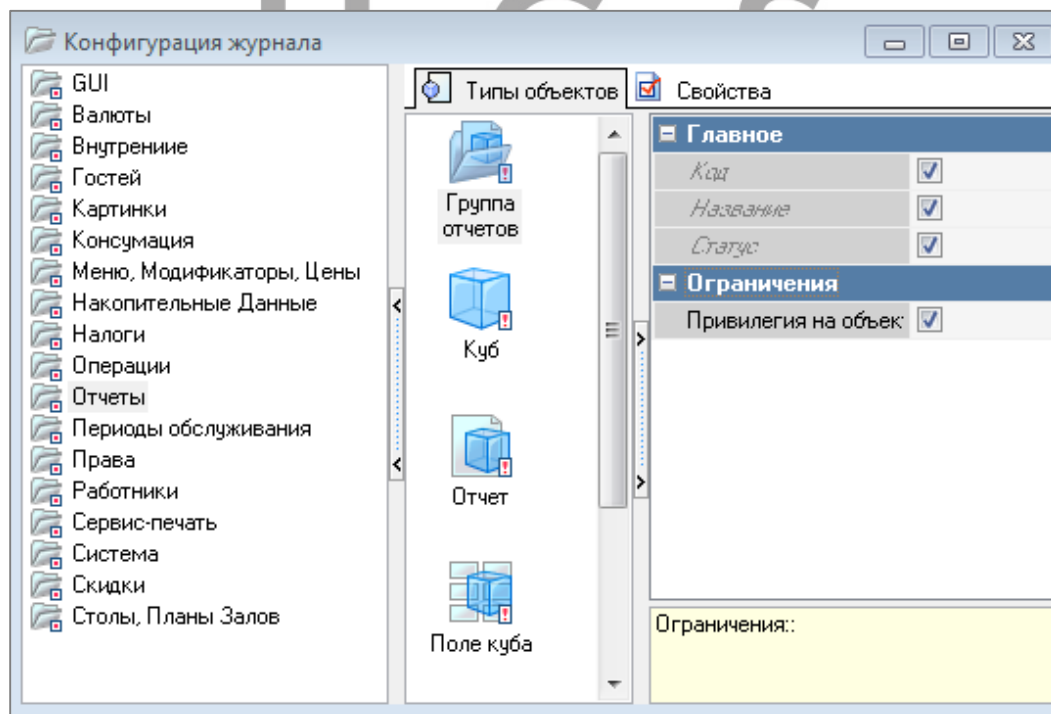 Конфигурация журнала
GUI
Валюты
Внутренние
Гостей
Картинки
Консумация
Меню, Модификаторы, Цены
Накопительные Данные
Налоги
Операции
Отчеты
Периоды обслуживания
Права
Работники
Сервис-печать
Система
Скидки
Столы, Планы Залов
Типы объектов
Свойства
Группа
отчетов
Куб
Отчет
Поле куба
Главное
Код
Название
Статус
Ограничения
Привилегия на объек
Ограничения::